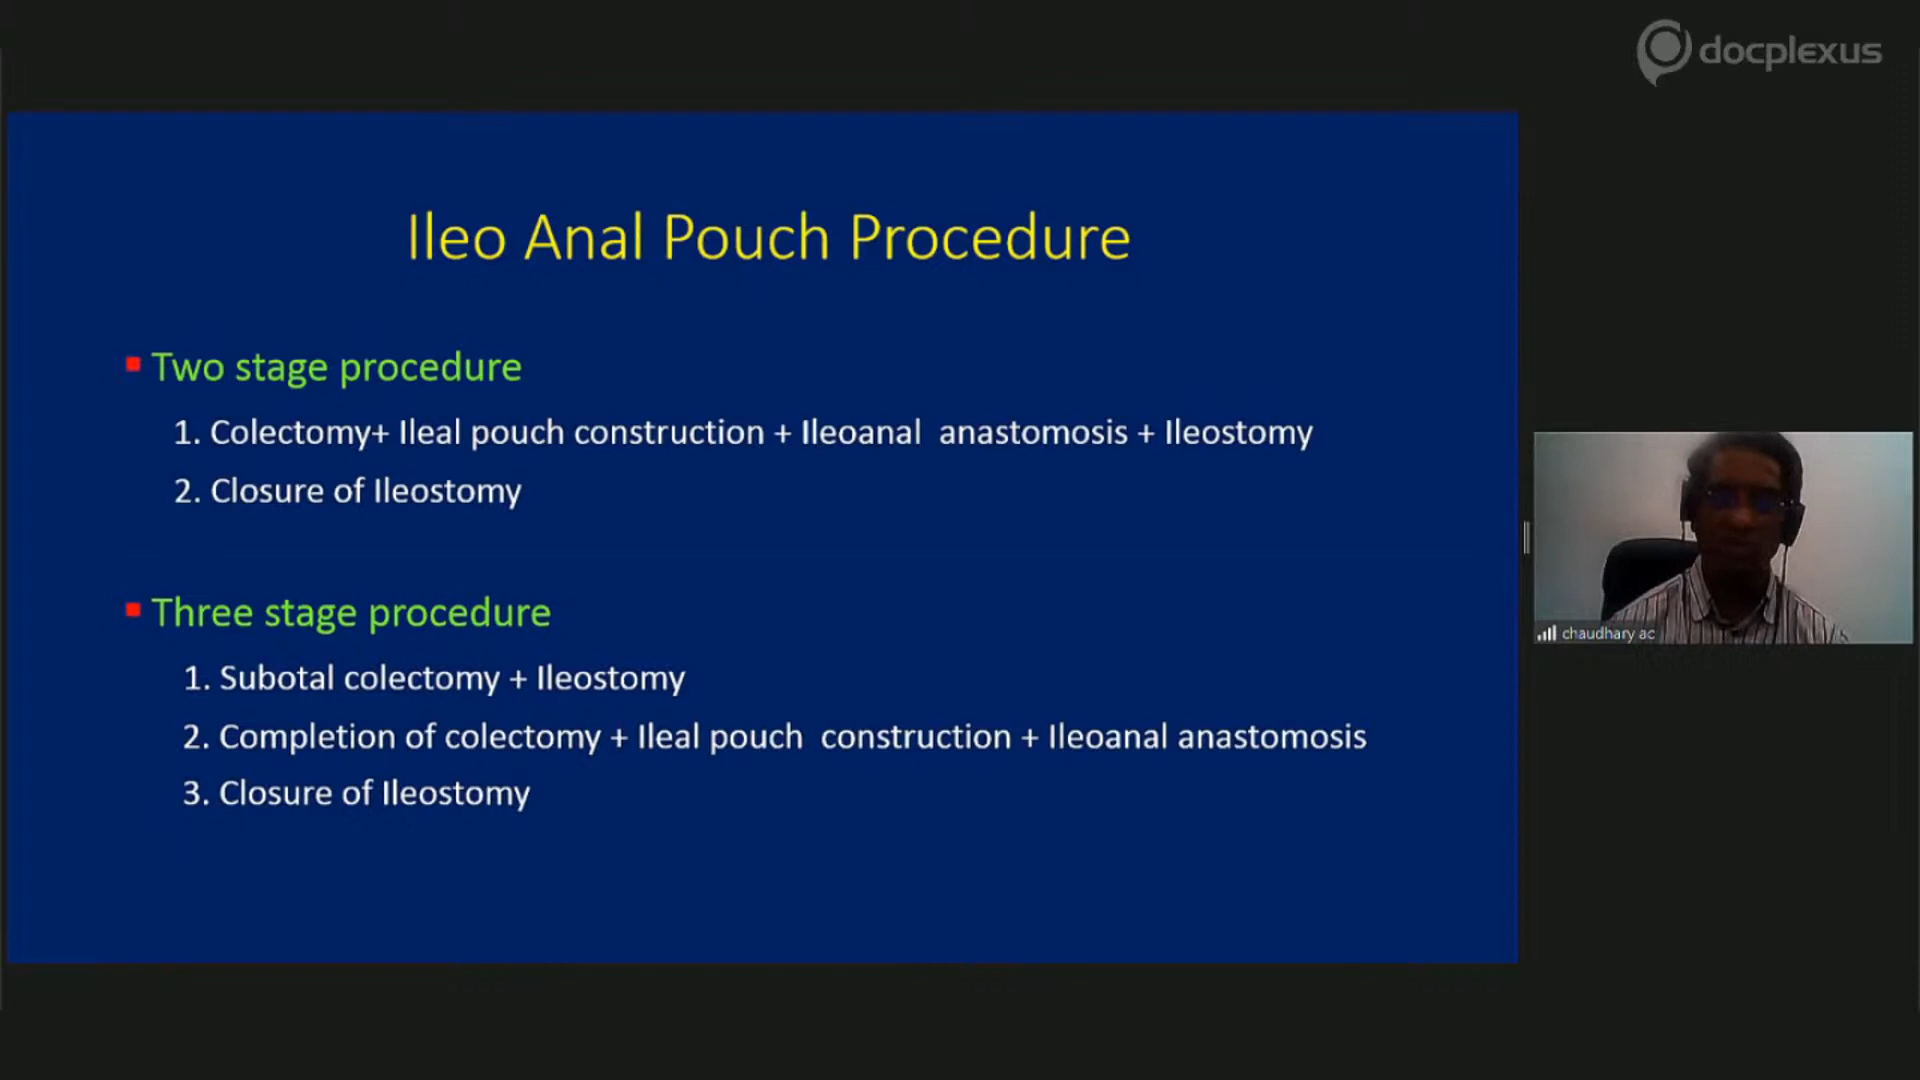 docplexus
Ileo Anal Pouch Procedure
Two stage procedure
1. Colectomy+ Ileal pouch construction + Ileoanal anastomosis + Ileostomy
2. Closure of Ileostomy
Three stage procedure
1. Subotal colectomy + Ileostomy
2. Completion of colectomy + Ileal pouch construction + Ileoanal anastomosis
3. Closure of Ileostomy
chaudhary ac